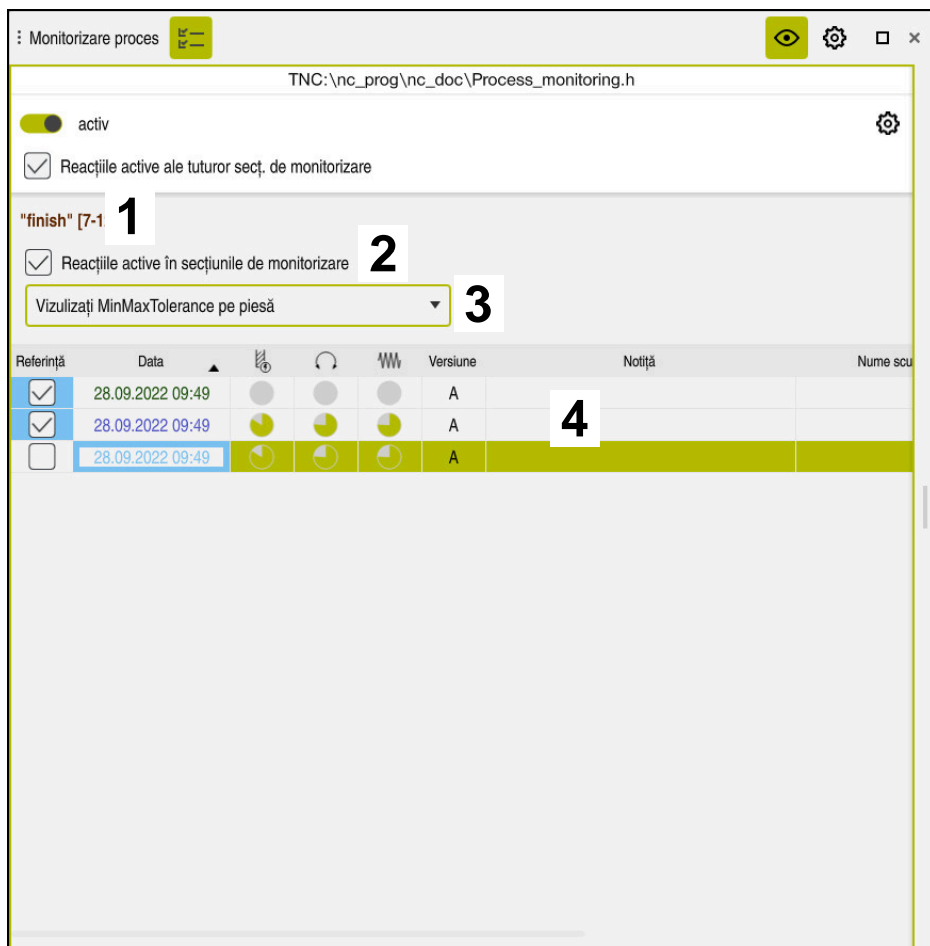 Monitorizare proces
TNC:\nc_prog\nc_doc\Process_monitoring.h
activ
Reacțiile active ale tuturor secț. de monitorizare
"finish" [7-1
1
Reacțiile active în secțiunile de monitorizare
2
Vizulizați MinMaxTolerance pe piesă
3
Referință Data Versiune Notiță Nume scu
28.09.2022 09:49 A
28.09.2022 09:49 A
4
28.09.2022 09:49 A